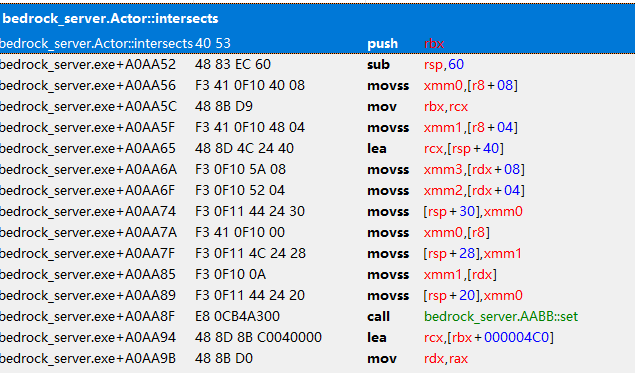 bedrock_server.Actor::intersects
bedrock_server.Actor::intersects 40 53 push rbx
bedrock_server.exe+A0AA52 48 83 EC 60 sub rsp,60
bedrock_server.exe+A0AA56 F3 41 0F10 40 08 movss xmm0,[r8+08]
bedrock_server.exe+A0AA5C 48 8B D9 mov rbx,rcx
bedrock_server.exe+A0AA5F F3 41 0F10 48 04 movss xmm1,[r8+04]
bedrock_server.exe+A0AA65 48 8D 4C 24 40 lea rcx,[rsp+40]
bedrock_server.exe+A0AA6A F3 0F10 5A 08 movss xmm3,[rdx+08]
bedrock_server.exe+A0AA6F F3 0F10 52 04 movss xmm2,[rdx+04]
bedrock_server.exe+A0AA74 F3 0F11 44 24 30 movss [rsp+30],xmm0
bedrock_server.exe+A0AA7A F3 41 0F10 00 movss xmm0,[r8]
bedrock_server.exe+A0AA7F F3 0F11 4C 24 28 movss [rsp+28],xmm1
bedrock_server.exe+A0AA85 F3 0F10 0A movss xmm1,[rdx]
bedrock_server.exe+A0AA89 F3 0F11 44 24 20 movss [rsp+20],xmm0
bedrock_server.exe+A0AA8F E8 0CB4A300 call bedrock_server.AABB::set
bedrock_server.exe+A0AA94 48 8D 8B C0040000 lea rcx,[rbx+000004C0]
bedrock_server.exe+A0AA9B 48 8B D0 mov rdx,rax